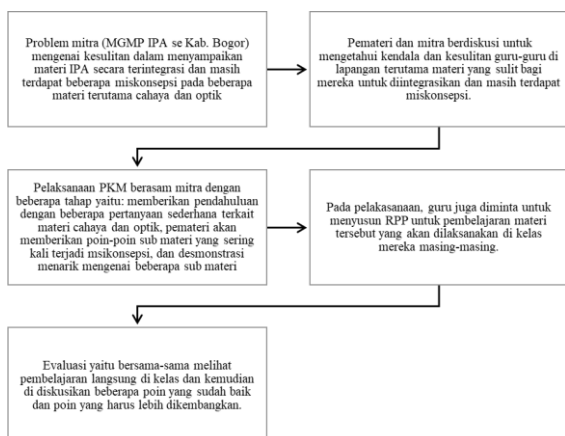 Problem mitra (MGMP IPA se Kab. Bogor)
mengenai kesulitan dalam menyampaikan
materi IPA secara terintegrasi dan masih
terdapat beberapa miskonsepsi pada beberapa
materi terutama cahaya dan optik
Pemateri dan mitra berdiskusi untuk
mengetahui kendala dan kesulitan guru-guru di
lapangan terutama materi yang sulit bagi
mereka untuk diintegrasikan dan masih terdapat
miskonsepsi.
Pelaksanaan PKM berasam mitra dengan
beberapa tahap yaitu: memberikan pendahuluan
dengan beberapa pertanyaan sederhana terkait
materi cahaya dan optik, pemateri akan
memberikan poin-poin sub materi yang sering
kali terjadi msikonsepsi, dan desmonstrasi
menarik mengenai beberapa sub materi
Pada pelakasanaan, guru juga diminta untuk
menyusun RPP untuk pembelajaran materi
tersebut yang akan dilaksanakan di kelas
mereka masing-masing.
Evaluasi yaitu bersama-sama melihat
pembelajaran langsung di kelas dan kemudian
di diskusikan beberapa poin yang sudah baik
dan poin yang harus lebih dikembangkan.